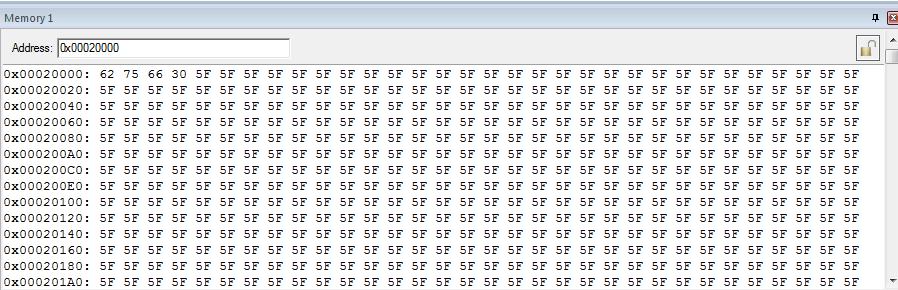 Memory 1
Address: 0x00020000
0x00020000: 62 75 66 30 5F 5F 5F 5F 5F 5F 5F 5F 5F 5F 5F 5F 5F 5F 5F 5F 5F 5F 5F 5F 5F 5F 5F 5F 5F 5F 5F 5F
0x00020020: 5F 5F 5F 5F 5F 5F 5F 5F 5F 5F 5F 5F 5F 5F 5F 5F 5F 5F 5F 5F 5F 5F 5F 5F 5F 5F 5F 5F 5F 5F 5F 5F
0x00020040: 5F 5F 5F 5F 5F 5F 5F 5F 5F 5F 5F 5F 5F 5F 5F 5F 5F 5F 5F 5F 5F 5F 5F 5F 5F 5F 5F 5F 5F 5F 5F 5F
0x00020060: 5F 5F 5F 5F 5F 5F 5F 5F 5F 5F 5F 5F 5F 5F 5F 5F 5F 5F 5F 5F 5F 5F 5F 5F 5F 5F 5F 5F 5F 5F 5F 5F
0x00020080: 5F 5F 5F 5F 5F 5F 5F 5F 5F 5F 5F 5F 5F 5F 5F 5F 5F 5F 5F 5F 5F 5F 5F 5F 5F 5F 5F 5F 5F 5F 5F 5F
0x000200A0: 5F 5F 5F 5F 5F 5F 5F 5F 5F 5F 5F 5F 5F 5F 5F 5F 5F 5F 5F 5F 5F 5F 5F 5F 5F 5F 5F 5F 5F 5F 5F 5F
0x000200C0: 5F 5F 5F 5F 5F 5F 5F 5F 5F 5F 5F 5F 5F 5F 5F 5F 5F 5F 5F 5F 5F 5F 5F 5F 5F 5F 5F 5F 5F 5F 5F 5F
0x000200E0: 5F 5F 5F 5F 5F 5F 5F 5F 5F 5F 5F 5F 5F 5F 5F 5F 5F 5F 5F 5F 5F 5F 5F 5F 5F 5F 5F 5F 5F 5F 5F 5F
0x00020100: 5F 5F 5F 5F 5F 5F 5F 5F 5F 5F 5F 5F 5F 5F 5F 5F 5F 5F 5F 5F 5F 5F 5F 5F 5F 5F 5F 5F 5F 5F 5F 5F
0x00020120: 5F 5F 5F 5F 5F 5F 5F 5F 5F 5F 5F 5F 5F 5F 5F 5F 5F 5F 5F 5F 5F 5F 5F 5F 5F 5F 5F 5F 5F 5F 5F 5F
0x00020140: 5F 5F 5F 5F 5F 5F 5F 5F 5F 5F 5F 5F 5F 5F 5F 5F 5F 5F 5F 5F 5F 5F 5F 5F 5F 5F 5F 5F 5F 5F 5F 5F
0x00020160: 5F 5F 5F 5F 5F 5F 5F 5F 5F 5F 5F 5F 5F 5F 5F 5F 5F 5F 5F 5F 5F 5F 5F 5F 5F 5F 5F 5F 5F 5F 5F 5F
0x00020180: 5F 5F 5F 5F 5F 5F 5F 5F 5F 5F 5F 5F 5F 5F 5F 5F 5F 5F 5F 5F 5F 5F 5F 5F 5F 5F 5F 5F 5F 5F 5F 5F
0x000201A0: 5F 5F 5F 5F 5F 5F 5F 5F 5F 5F 5F 5F 5F 5F 5F 5F 5F 5F 5F 5F 5F 5F 5F 5F 5F 5F 5F 5F 5F 5F 5F 5F